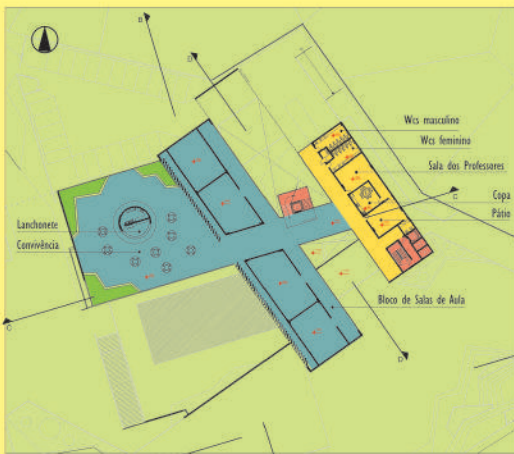 B
D
Wcs masculino
Wcs feminino
Sala dos Professores
Copa
C
Pátio
Lanchonete
Convivência
Bloco de Salas de Aula
C
D
B